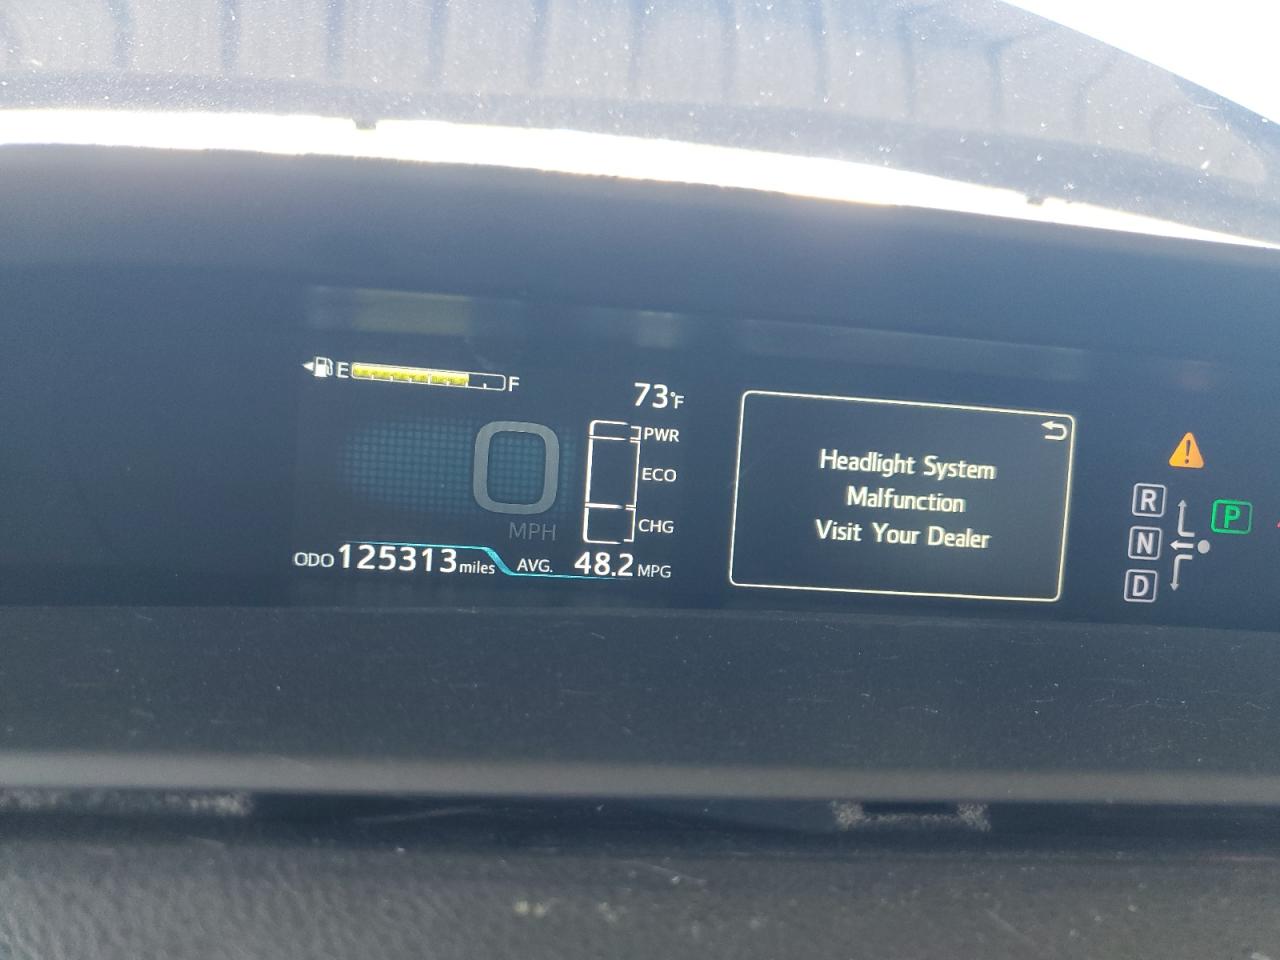 E F
73°F
PWR
ECO
CHG
0
MPH
ODO 125313 miles AVG. 48.2 MPG
Headlight System
Malfunction
Visit Your Dealer
!
R
N
D
P